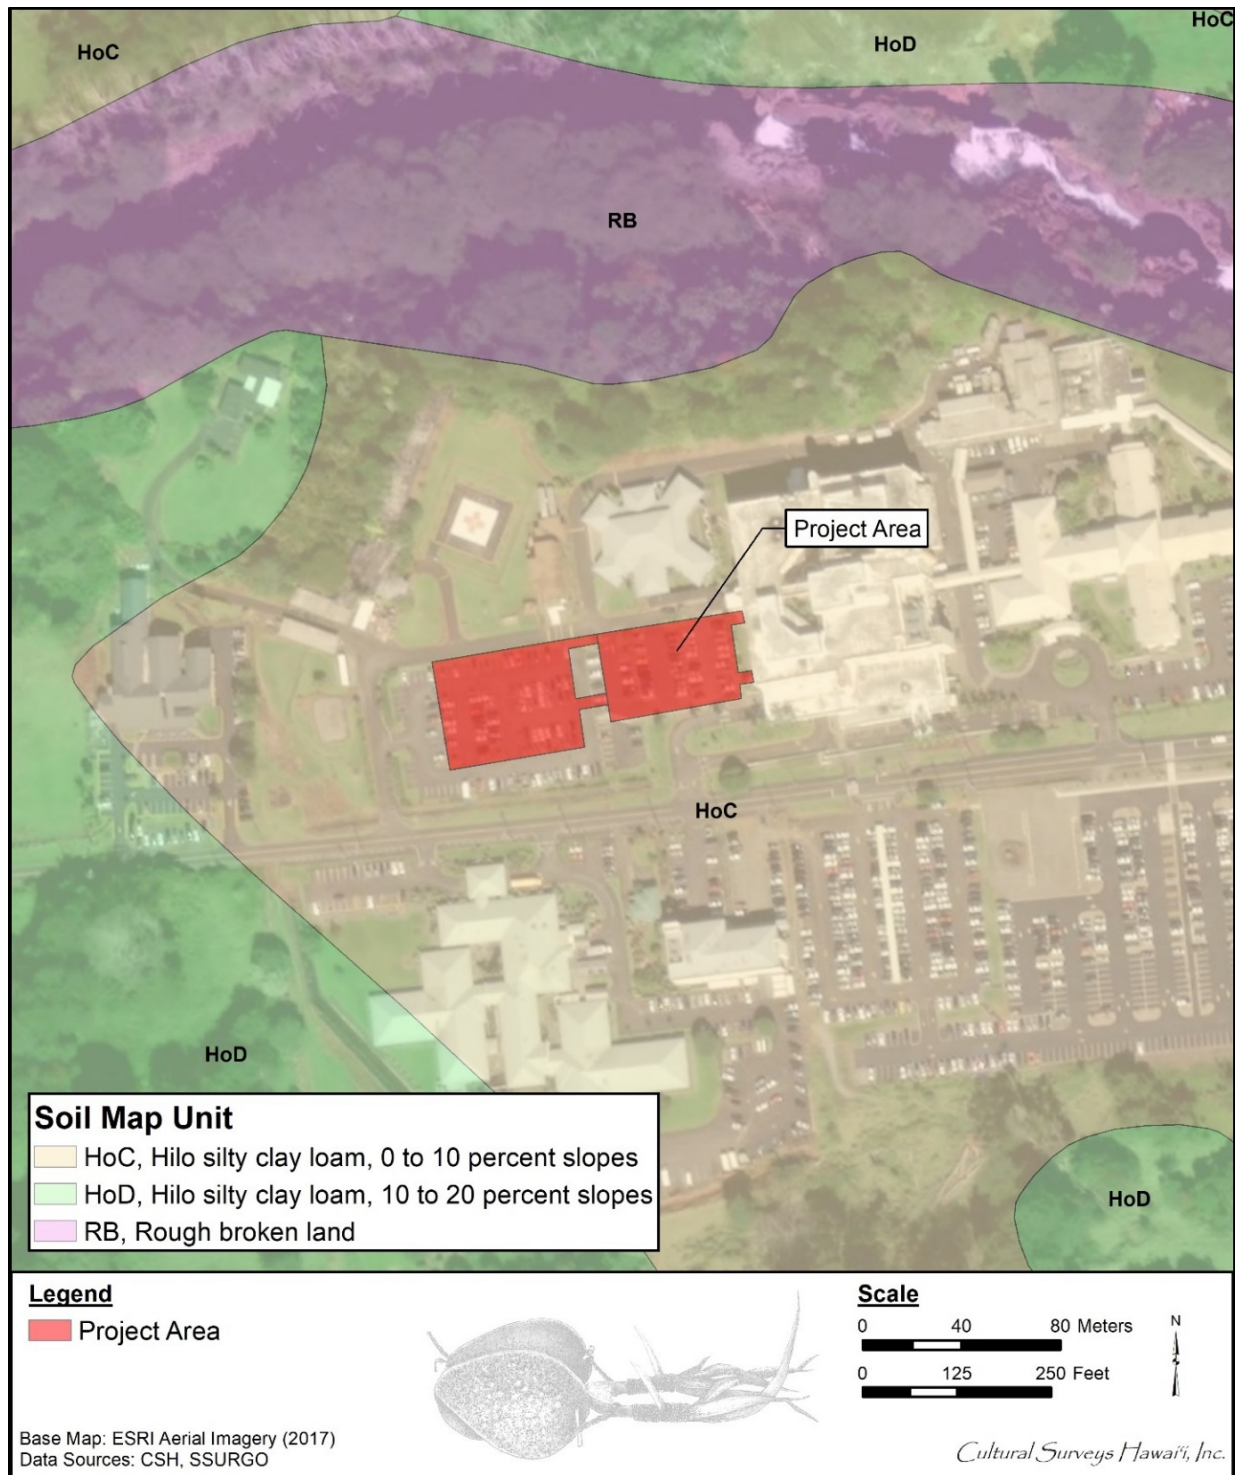 HoC
HoD
HoC
RB
Project Area
HoC
HoD
HoD
Soil Map Unit
HoC, Hilo silty clay loam, 0 to 10 percent slopes
HoD, Hilo silty clay loam, 10 to 20 percent slopes
RB, Rough broken land
Legend
Project Area
Scale
0 40 80 Meters
0 125 250 Feet
N
Base Map: ESRI Aerial Imagery (2017)
Data Sources: CSH, SSURGO
Cultural Surveys Hawaiʻi, Inc.